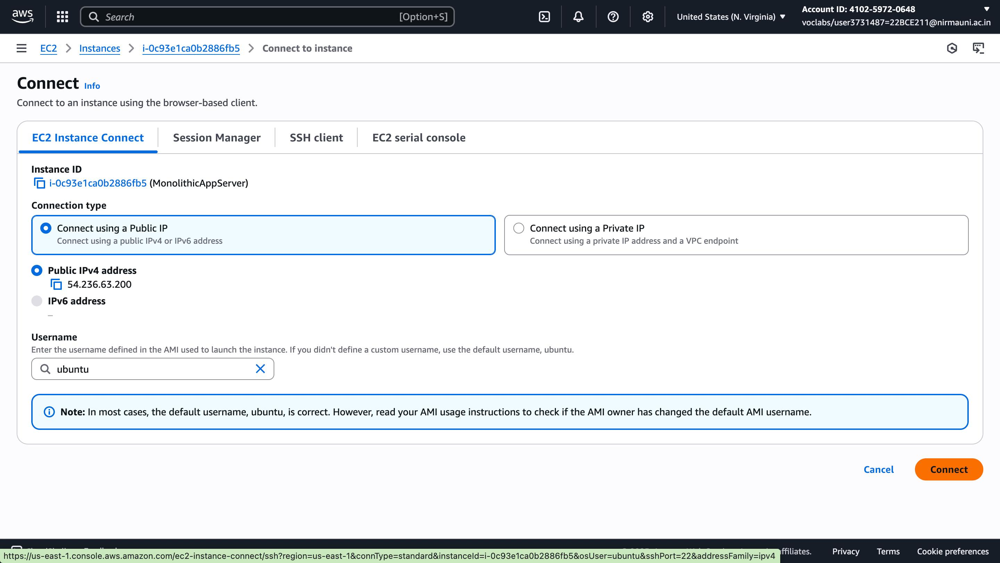 aws
Search
[Option+S]
United States (N. Virginia)
Account ID: 4102-5972-0648
voclabs/user3731487=22BCE211@nirmauni.ac.in
EC2
Instances
i-0c93e1ca0b2886fb5
Connect to instance
Connect Info
Connect to an instance using the browser-based client.
EC2 Instance Connect
Session Manager
SSH client
EC2 serial console
Instance ID
i-0c93e1ca0b2886fb5 (MonolithicAppServer)
Connection type
Connect using a Public IP
Connect using a public IPv4 or IPv6 address
Connect using a Private IP
Connect using a private IP address and a VPC endpoint
Public IPv4 address
54.236.63.200
IPv6 address
–
Username
Enter the username defined in the AMI used to launch the instance. If you didn't define a custom username, use the default username, ubuntu.
ubuntu
Note: In most cases, the default username, ubuntu, is correct. However, read your AMI usage instructions to check if the AMI owner has changed the default AMI username.
Cancel
Connect
ffiliates.
Privacy
Terms
Cookie preferences
https://us-east-1.console.aws.amazon.com/ec2-instance-connect/ssh?region=us-east-1&connType=standard&instanceId=i-0c93e1ca0b2886fb5&osUser=ubuntu&sshPort=22&addressFamily=ipv4